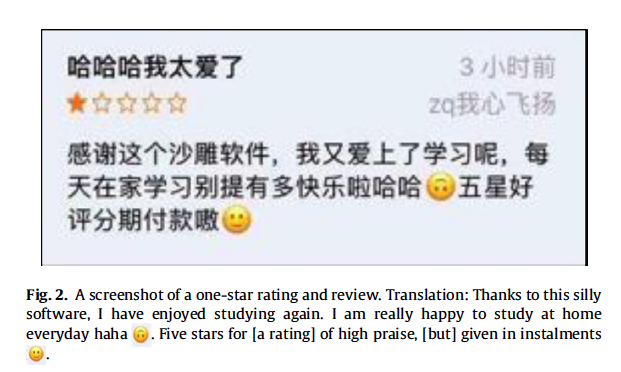 哈哈哈我太爱了
3 小时前
zq我心飞扬
感谢这个沙雕软件，我又爱上了学习呢，每
天在家学习别提有多快乐啦哈哈🙃五星好
评分期付款嗷🙂
Fig. 2. A screenshot of a one-star rating and review. Translation: Thanks to this silly
software, I have enjoyed studying again. I am really happy to study at home
everyday haha 🙃. Five stars for [a rating] of high praise, [but] given in instalments
🙂.